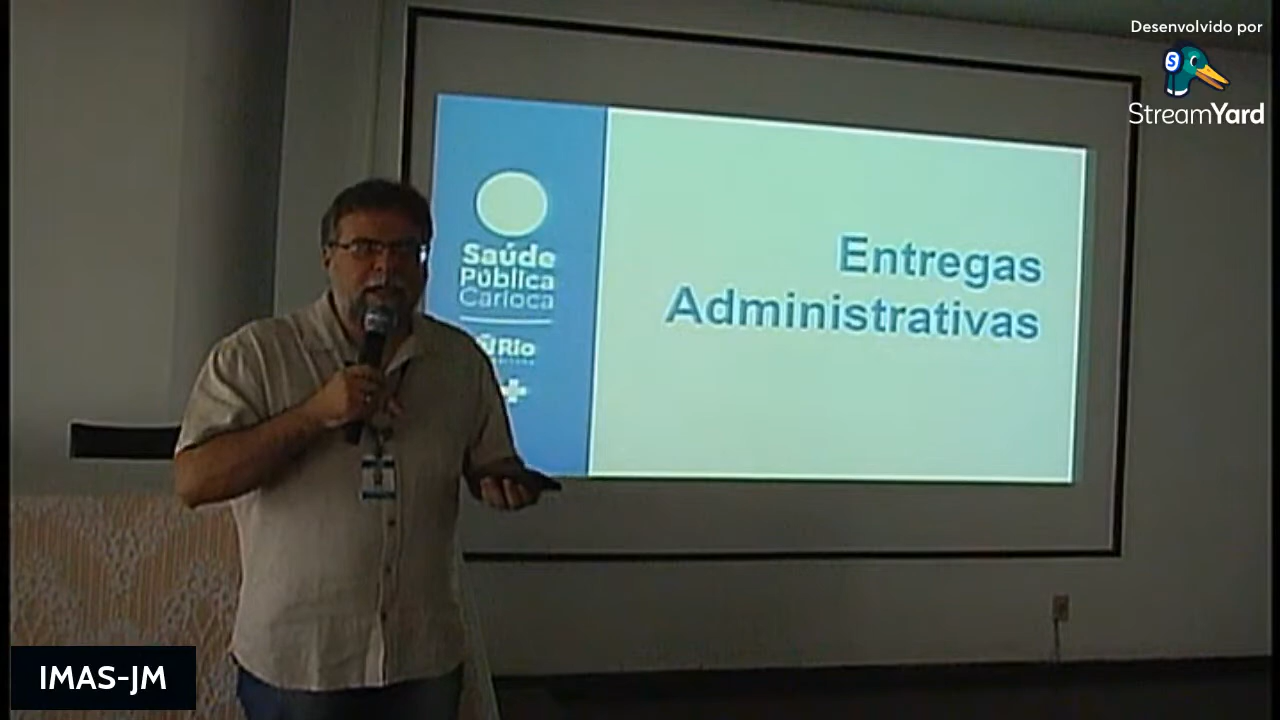 Desenvolvido por
StreamYard
Entregas
Administrativas
Saúde
Pública
Carioca
Rio
IMAS-JM